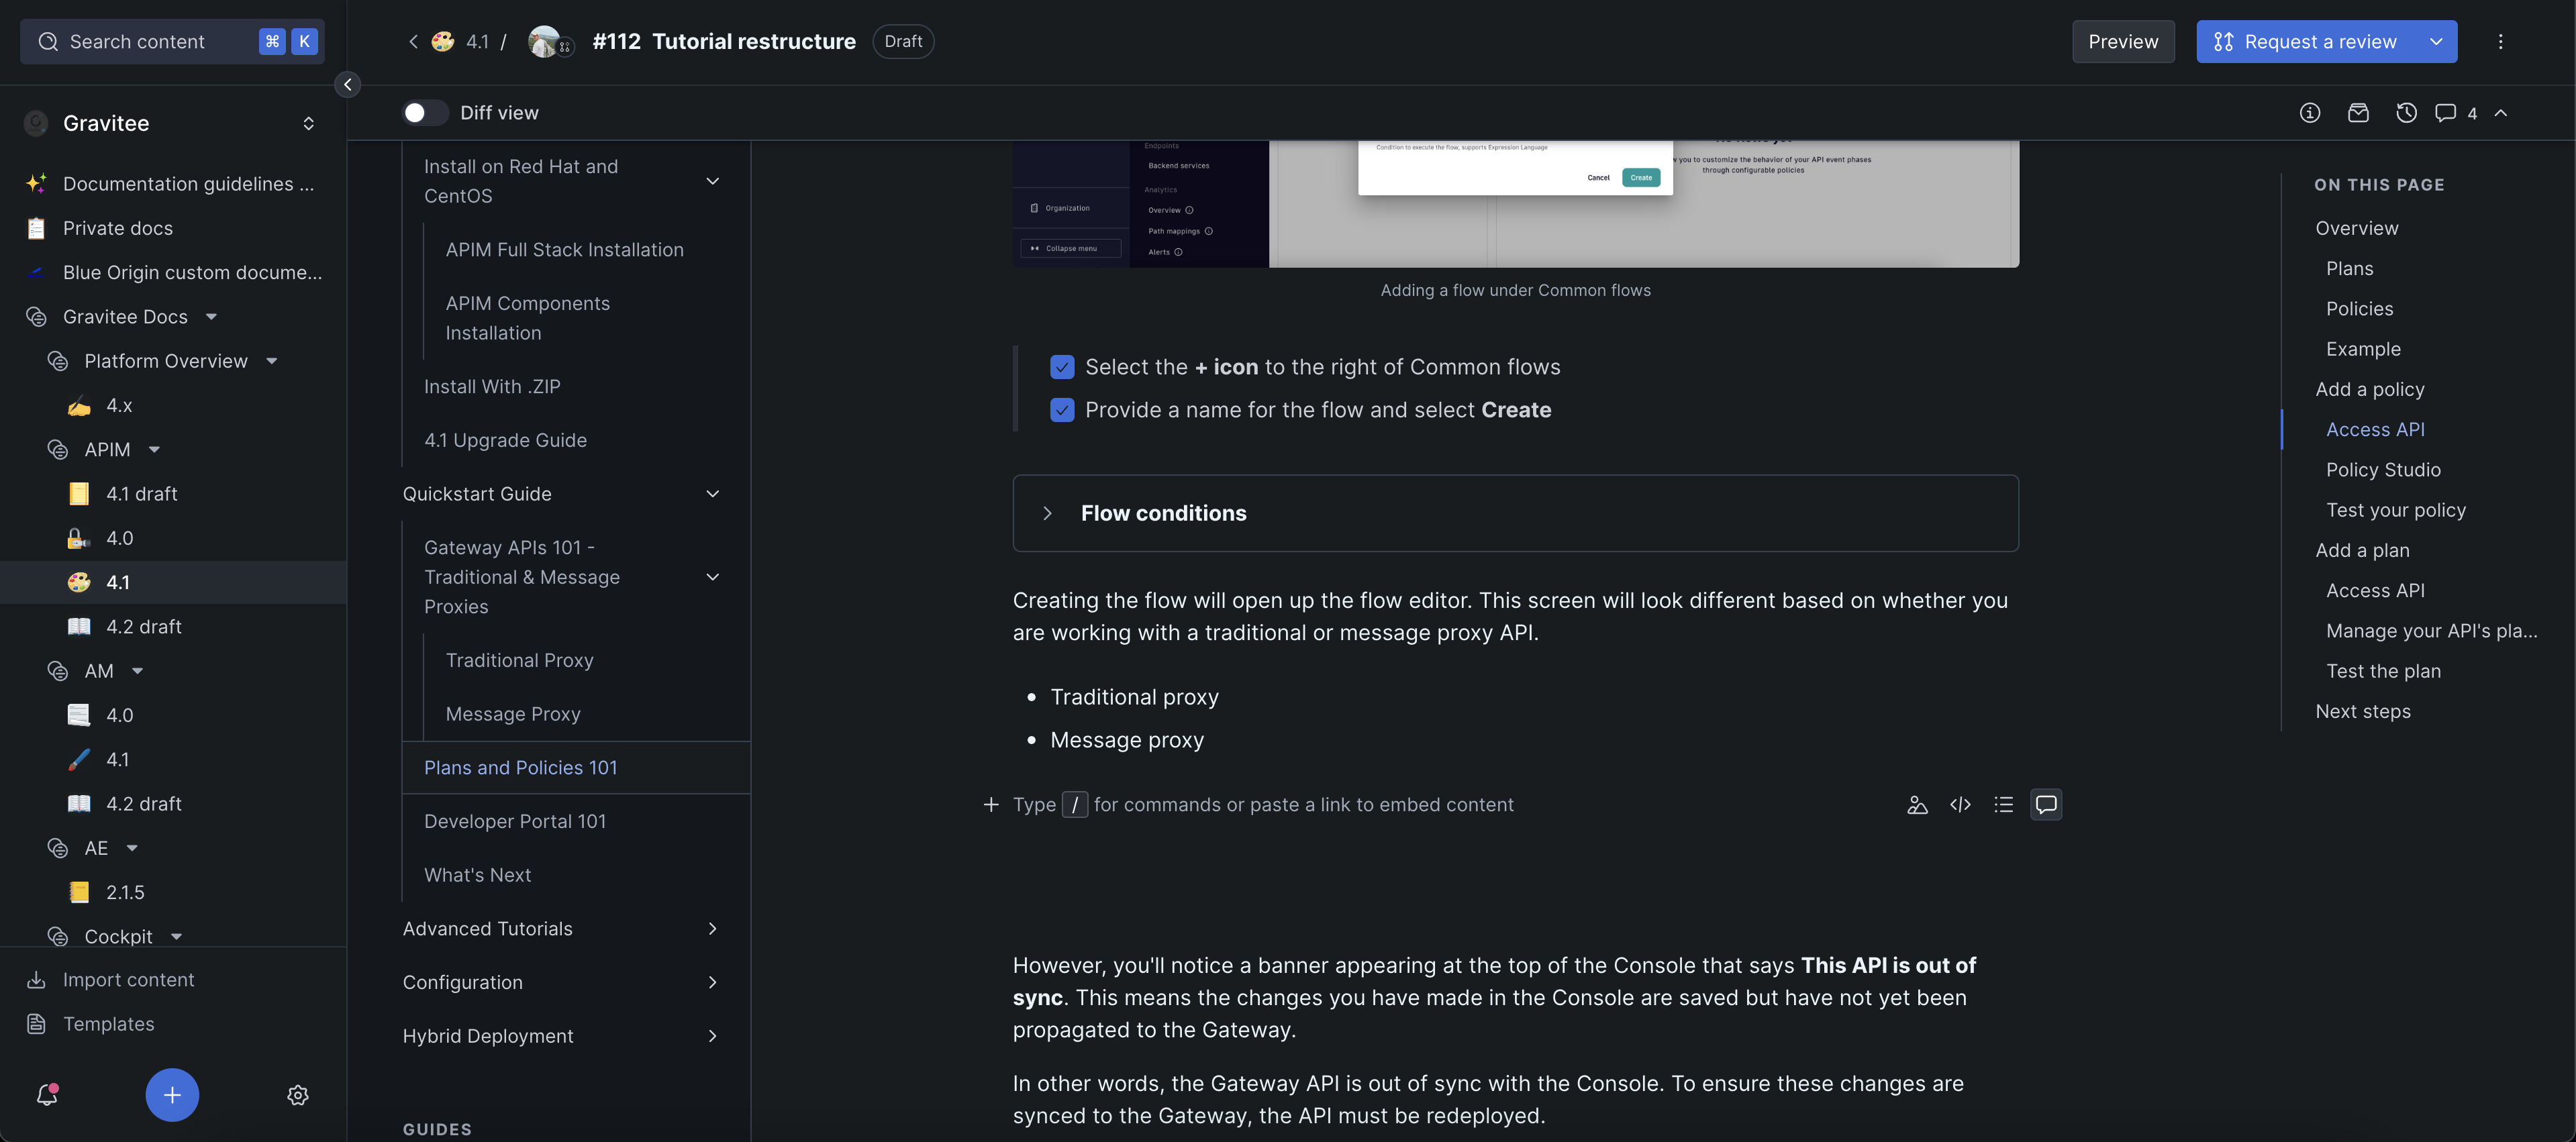 Search content ⌘ K
4.1 / #112 Tutorial restructure Draft
Preview
Request a review
Diff view
4
Gravitee
Documentation guidelines ...
Private docs
Blue Origin custom docume...
Gravitee Docs
Platform Overview
4.x
APIM
4.1 draft
4.0
4.1
4.2 draft
AM
4.0
4.1
4.2 draft
AE
2.1.5
Cockpit
Import content
Templates
Install on Red Hat and
CentOS
APIM Full Stack Installation
APIM Components
Installation
Install With .ZIP
4.1 Upgrade Guide
Quickstart Guide
Gateway APIs 101 -
Traditional & Message
Proxies
Traditional Proxy
Message Proxy
Plans and Policies 101
Developer Portal 101
What's Next
Advanced Tutorials
Configuration
Hybrid Deployment
GUIDES
Organization
Collapse menu
Endpoints
Backend services
Analytics
Overview
Path mappings
Alerts
Condition to execute the flow, supports Expression Language
Cancel Create
you to customize the behavior of your API event phases
through configurable policies
Adding a flow under Common flows
Select the + icon to the right of Common flows
Provide a name for the flow and select Create
Flow conditions
Creating the flow will open up the flow editor. This screen will look different based on whether you
are working with a traditional or message proxy API.
Traditional proxy
Message proxy
Type / for commands or paste a link to embed content
However, you'll notice a banner appearing at the top of the Console that says This API is out of
sync. This means the changes you have made in the Console are saved but have not yet been
propagated to the Gateway.
In other words, the Gateway API is out of sync with the Console. To ensure these changes are
synced to the Gateway, the API must be redeployed.
ON THIS PAGE
Overview
Plans
Policies
Example
Add a policy
Access API
Policy Studio
Test your policy
Add a plan
Access API
Manage your API's pla...
Test the plan
Next steps